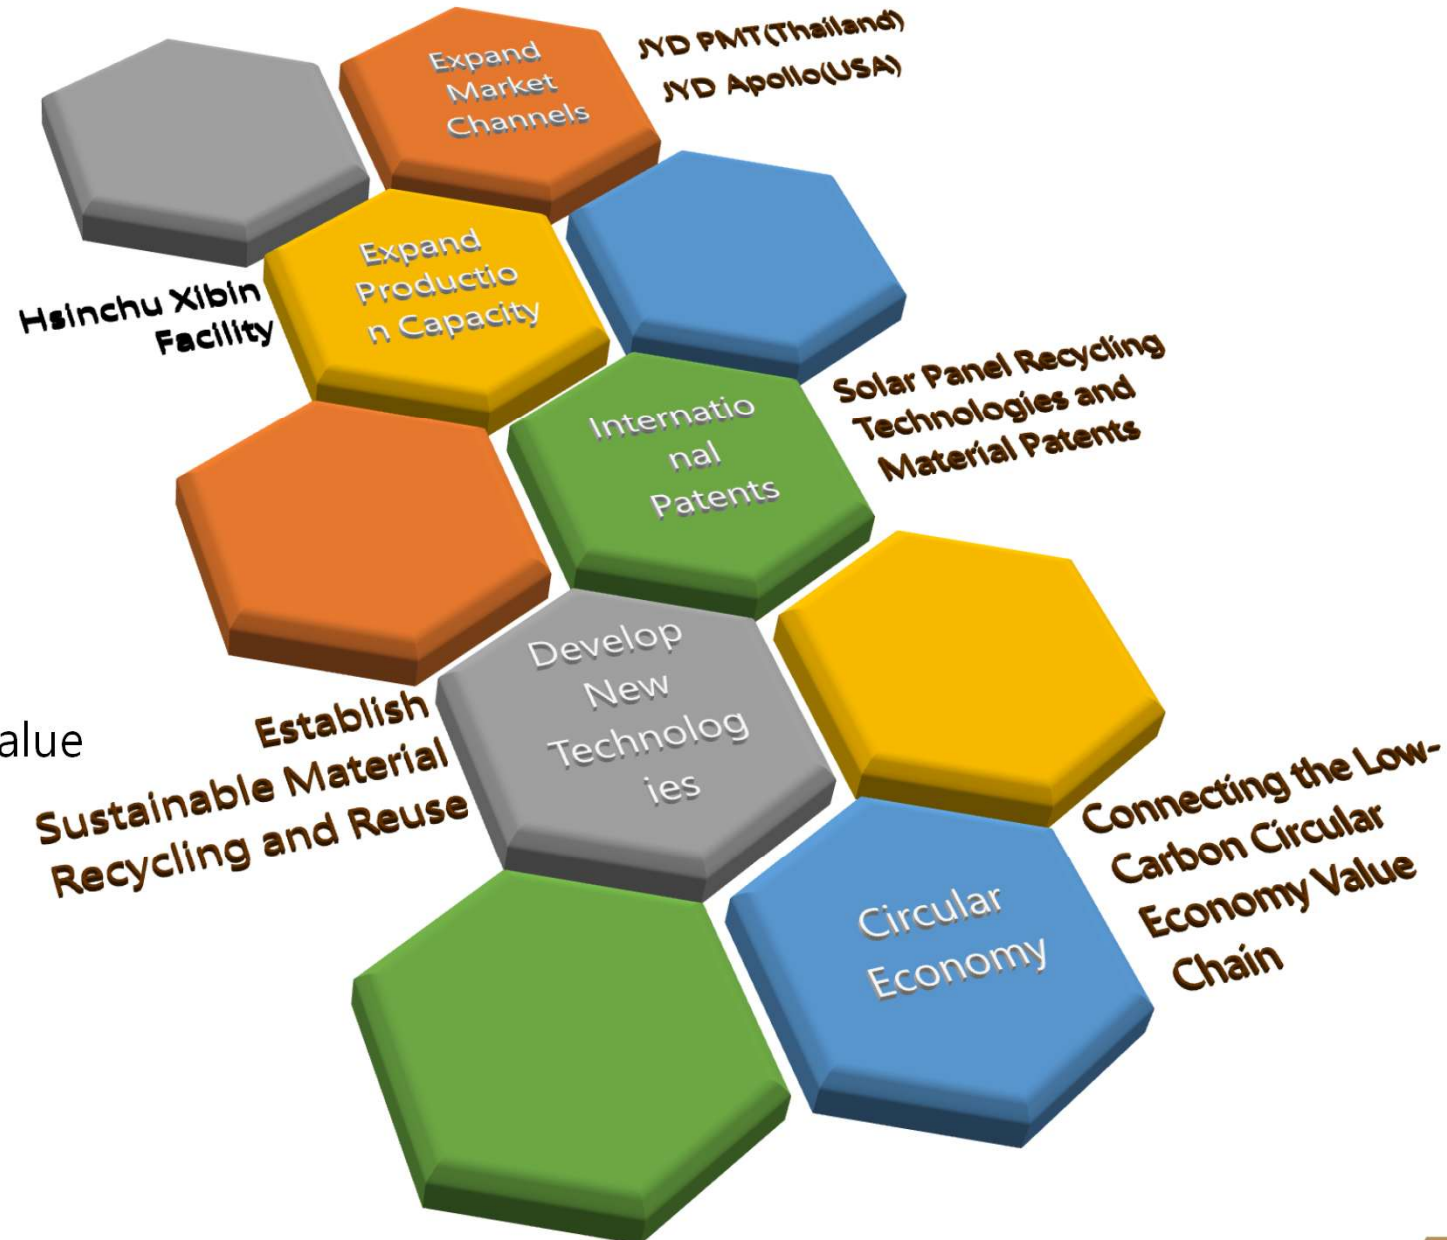 Expand
Market
Channels
JYD PMT(Thailand)
JYD Apollo(USA)
Expand
Productio
n Capacity
Hsinchu Xibin
Facility
Internatio
nal
Patents
Solar Panel Recycling
Technologies and
Material Patents
Develop
New
Technolog
ies
Establish
Sustainable Material
Recycling and Reuse
alue
Circular
Economy
Connecting the Low-
Carbon Circular
Economy Value
Chain